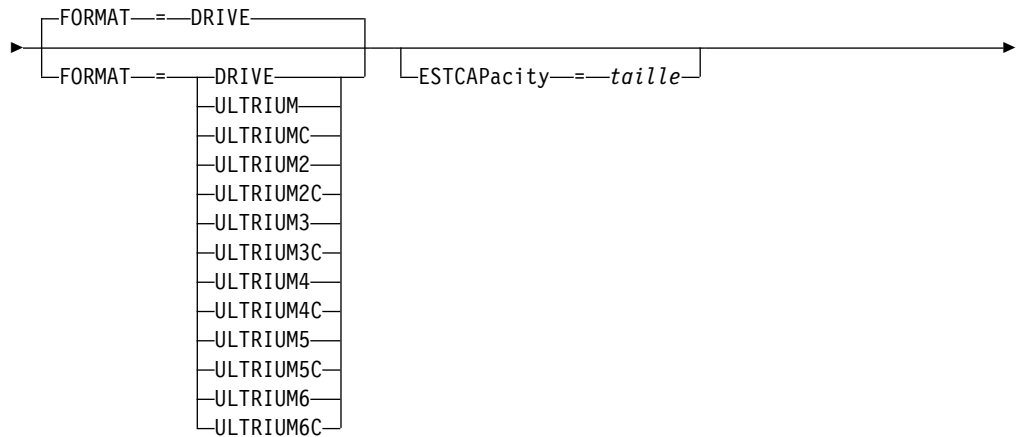 FORMAT = DRIVE
FORMAT = DRIVE ESTCAPacity = taille
ULTRIUM
ULTRIUMC
ULTRIUM2
ULTRIUM2C
ULTRIUM3
ULTRIUM3C
ULTRIUM4
ULTRIUM4C
ULTRIUM5
ULTRIUM5C
ULTRIUM6
ULTRIUM6C